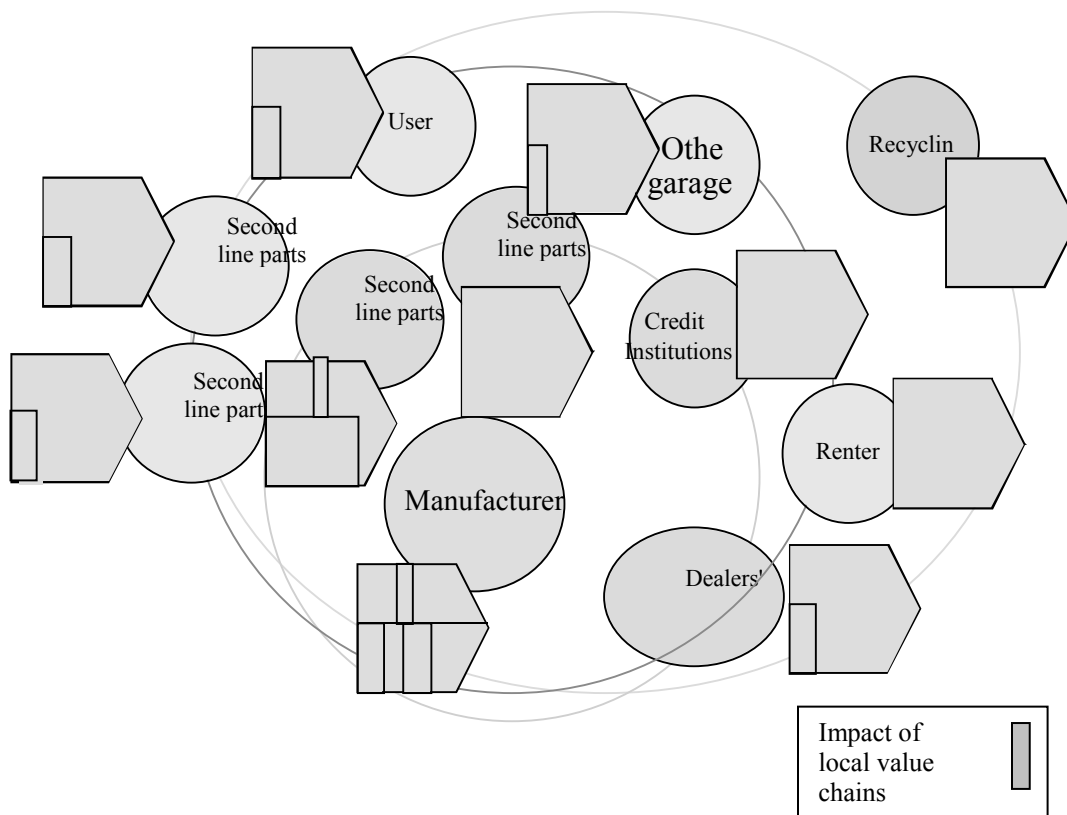 User
Othe
garage
Recyclin
Second
line parts
Second
line parts
Second
line parts
Credit
Institutions
Second
line part
Renter
Manufacturer
Dealers'
Impact of
local value
chains